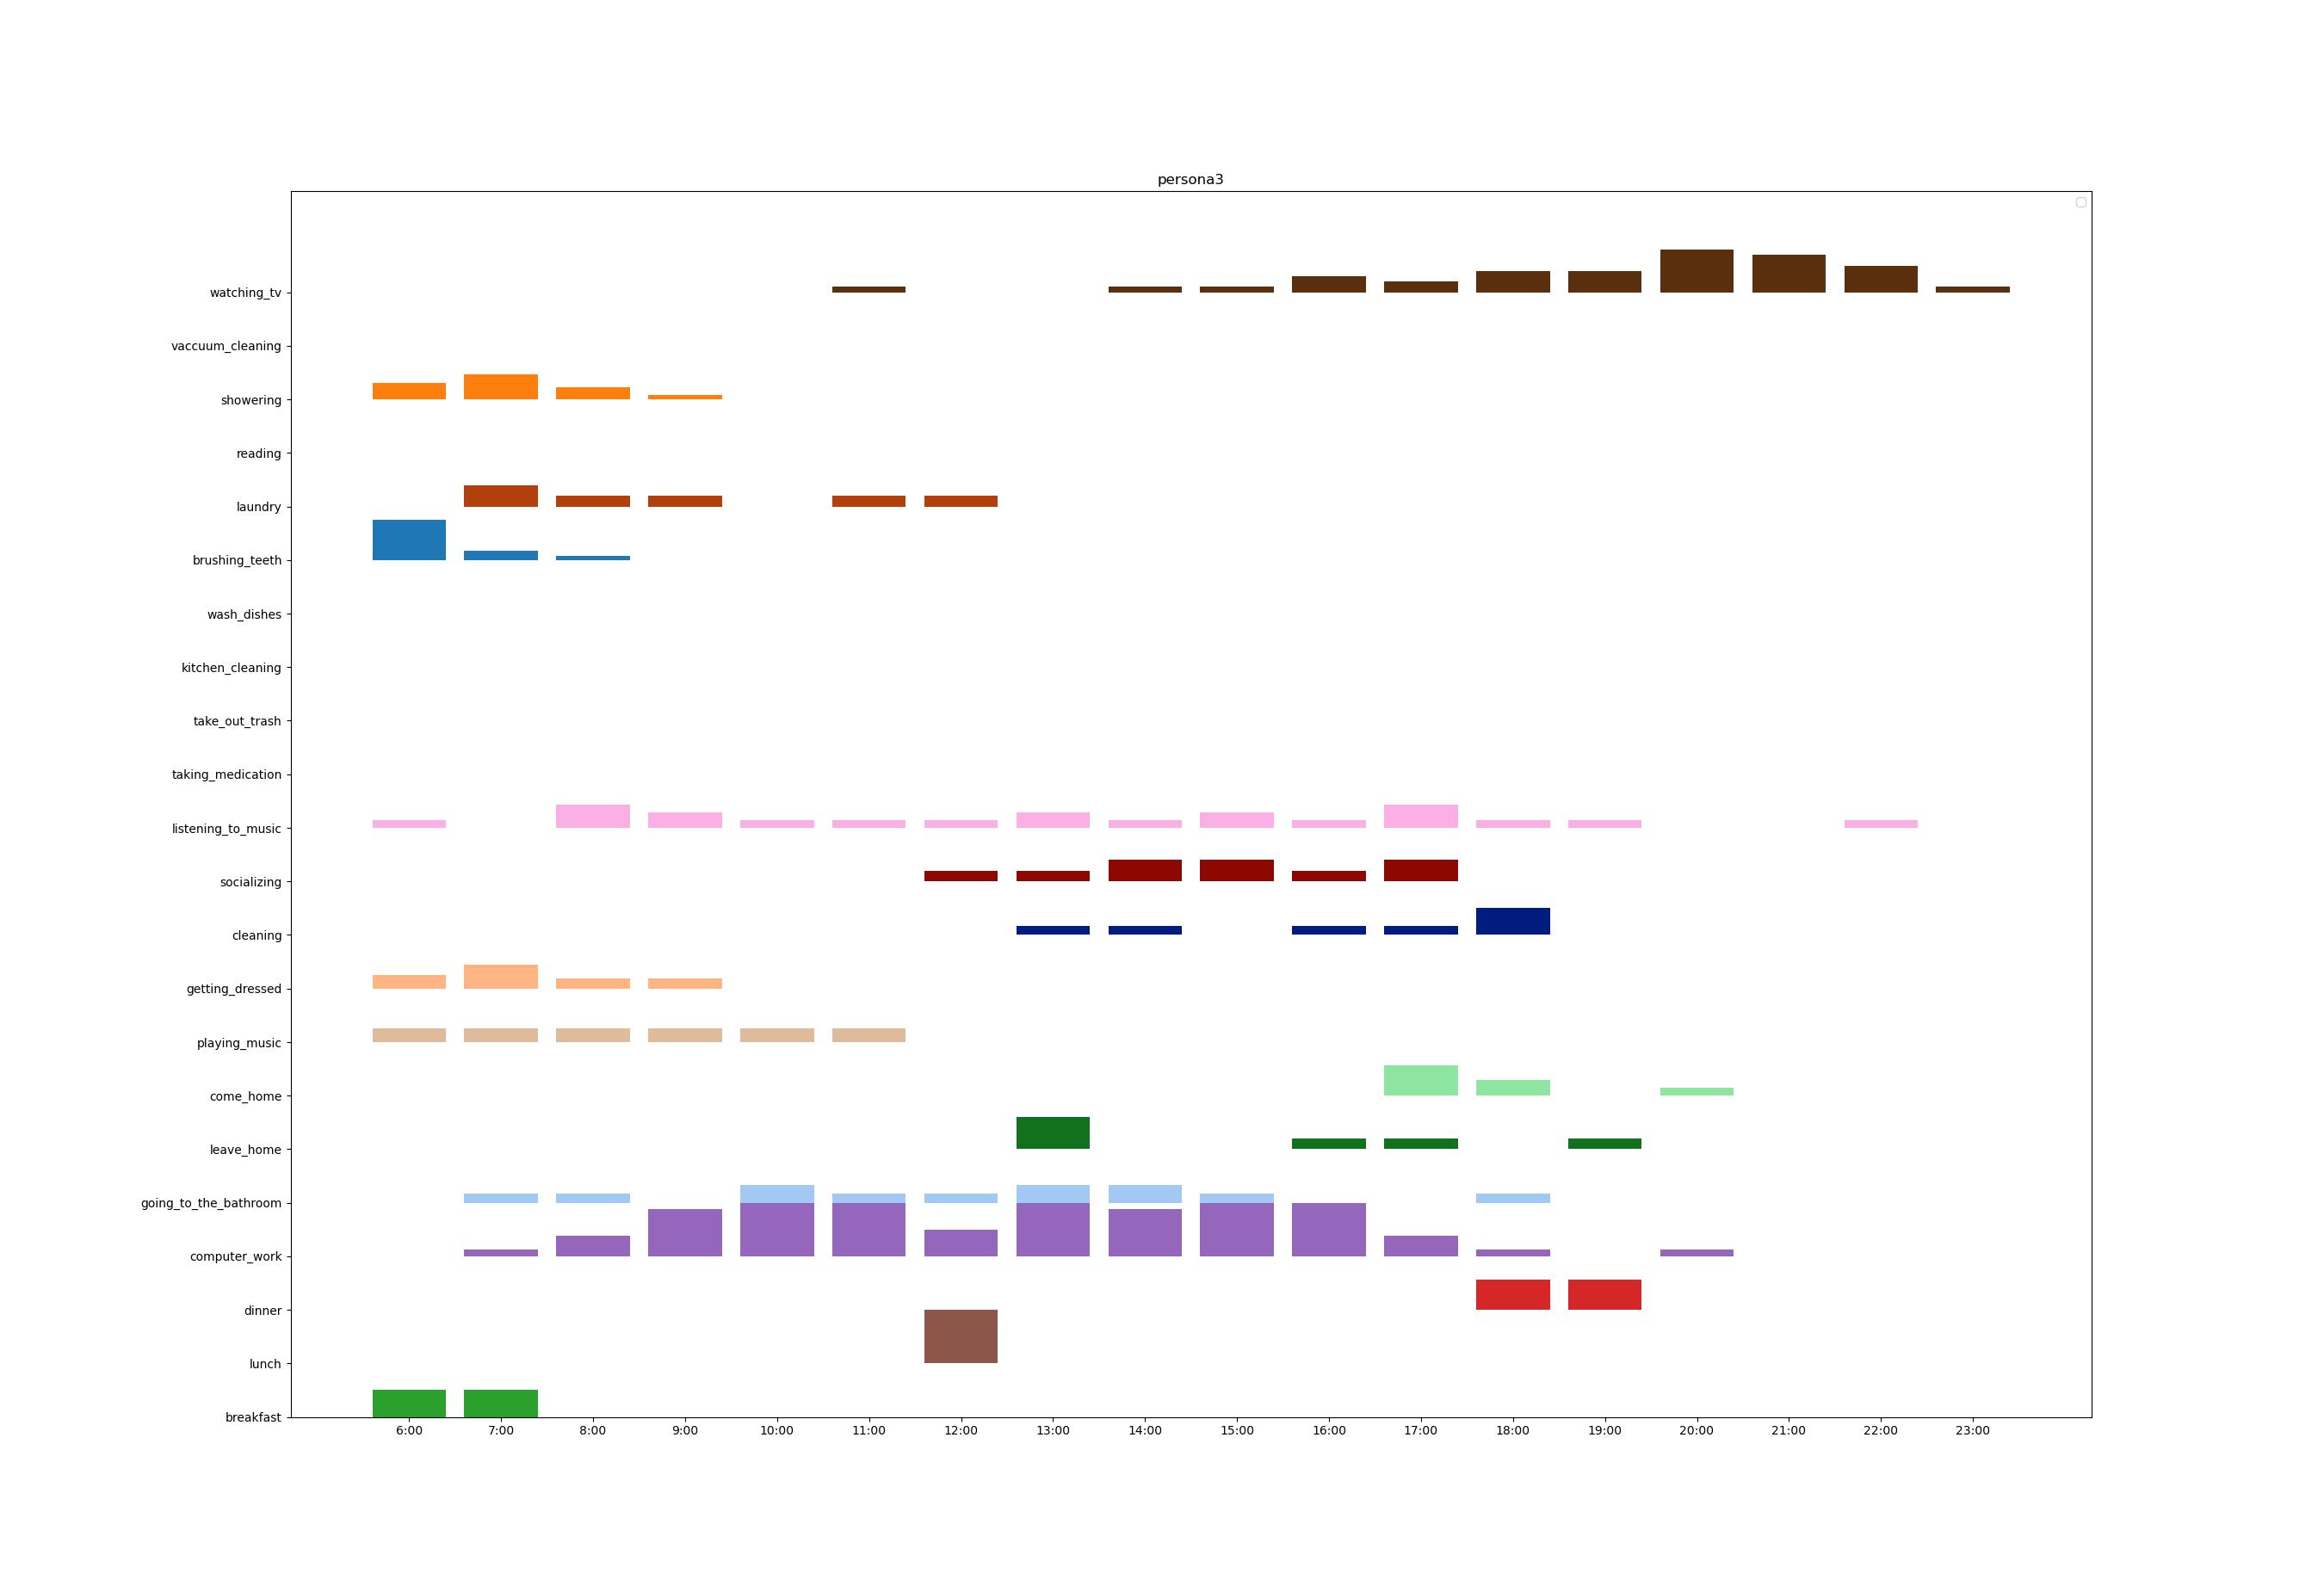 persona3
watching_tv
vaccuum_cleaning
showering
reading
laundry
brushing_teeth
wash_dishes
kitchen_cleaning
take_out_trash
taking_medication
listening_to_music
socializing
cleaning
getting_dressed
playing_music
come_home
leave_home
going_to_the_bathroom
computer_work
dinner
lunch
breakfast
6:00 7:00 8:00 9:00 10:00 11:00 12:00 13:00 14:00 15:00 16:00 17:00 18:00 19:00 20:00 21:00 22:00 23:00